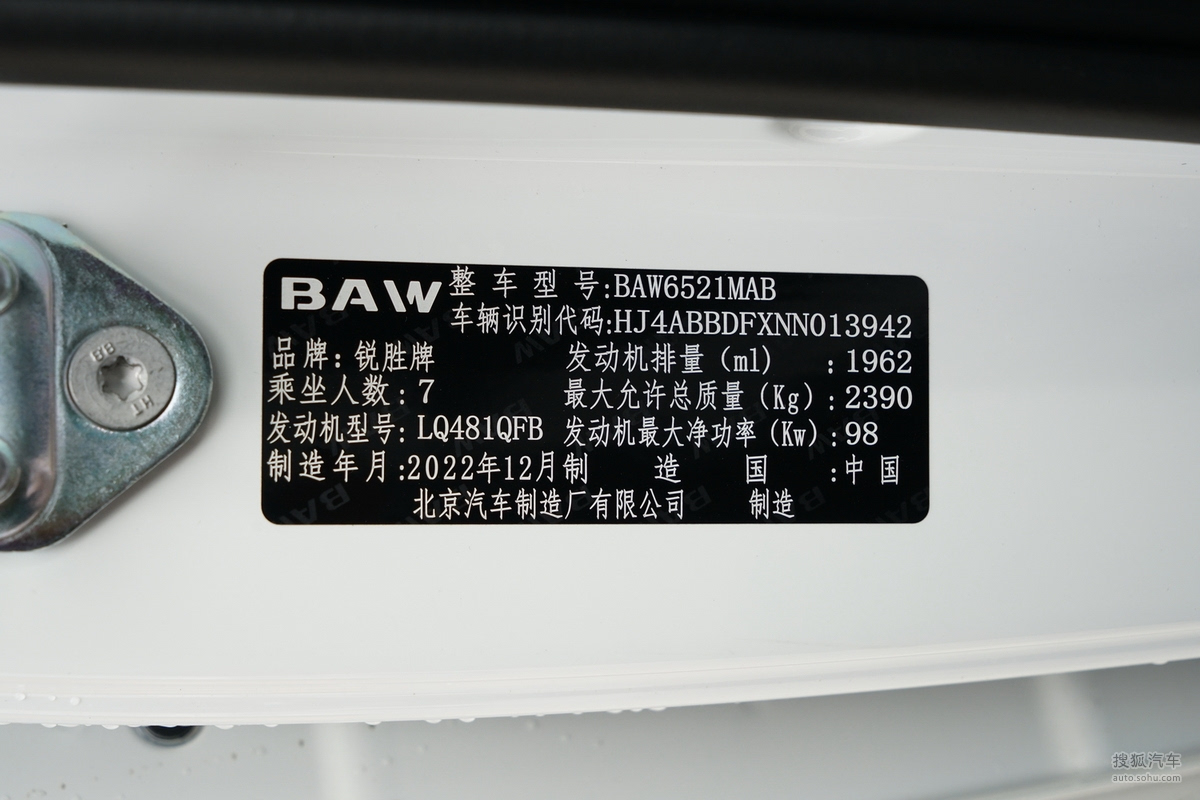 BAW 整车型号:BAW6521MAB
车辆识别代码:HJ4ABBDFXNN013942
品牌:锐胜牌 发动机排量(ml):1962
乘坐人数:7 最大允许总质量(Kg):2390
发动机型号:LQ481QFB 发动机最大净功率(Kw):98
制造年月:2022年12月 制造国:中国
北京汽车制造厂有限公司 制造
88
HT
搜狐汽车
auto.sohu.com